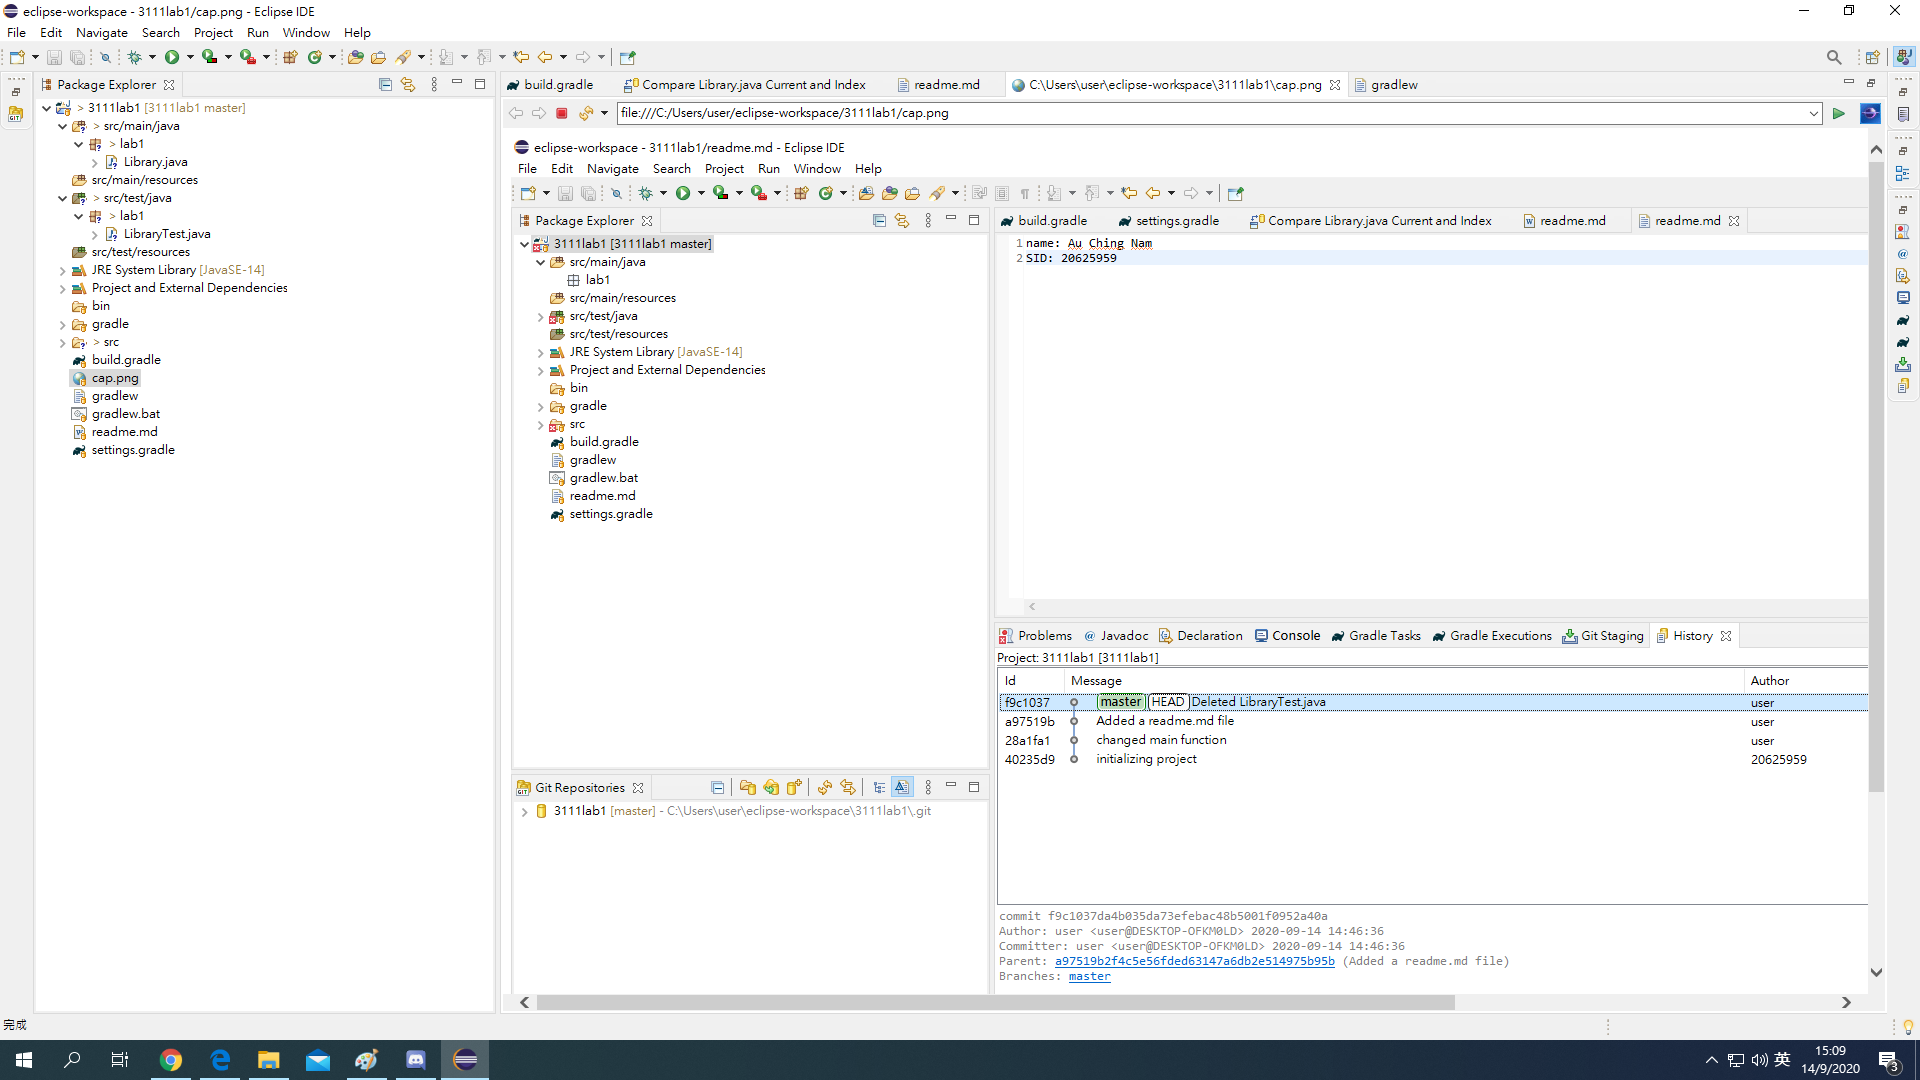 eclipse-workspace - 3111lab1/cap.png - Eclipse IDE
File Edit Navigate Search Project Run Window Help
Package Explorer
> 3111lab1 [3111lab1 master]
> src/main/java
> lab1
Library.java
src/main/resources
> src/test/java
> lab1
LibraryTest.java
src/test/resources
JRE System Library [JavaSE-14]
Project and External Dependencies
bin
gradle
> src
build.gradle
cap.png
gradlew
gradlew.bat
readme.md
settings.gradle
build.gradle Compare Library.java Current and Index readme.md C:\Users\user\eclipse-workspace\3111lab1\cap.png gradlew
file:///C:/Users/user/eclipse-workspace/3111lab1/cap.png
eclipse-workspace - 3111lab1/readme.md - Eclipse IDE
File Edit Navigate Search Project Run Window Help
Package Explorer
3111lab1 [3111lab1 master]
src/main/java
lab1
src/main/resources
src/test/java
src/test/resources
JRE System Library [JavaSE-14]
Project and External Dependencies
bin
gradle
src
build.gradle
gradlew
gradlew.bat
readme.md
settings.gradle
build.gradle settings.gradle Compare Library.java Current and Index readme.md readme.md
1 name: Au Ching Nam
2 SID: 20625959
Git Repositories
3111lab1 [master] - C:\Users\user\eclipse-workspace\3111lab1\.git
Problems Javadoc Declaration Console Gradle Tasks Gradle Executions Git Staging History
Project: 3111lab1 [3111lab1]
Id Message Author
f9c1037 master HEAD Deleted LibraryTest.java user
a97519b Added a readme.md file user
28a1fa1 changed main function user
40235d9 initializing project 20625959
commit f9c1037da4b035da73efebac48b5001f0952a40a
Author: user <user@DESKTOP-OFKM0LD> 2020-09-14 14:46:36
Committer: user <user@DESKTOP-OFKM0LD> 2020-09-14 14:46:36
Parent: a97519b2f4c5e56fded63147a6db2e514975b95b (Added a readme.md file)
Branches: master
完成
英
15:09
14/9/2020
3